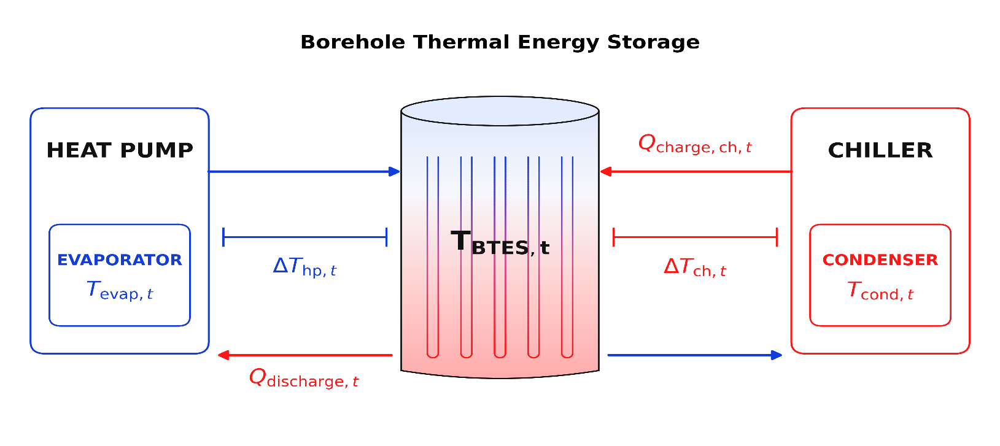 Borehole Thermal Energy Storage
HEAT PUMP
Q_charge, ch, t
CHILLER
T_BTES, t
EVAPORATOR
T_evap, t
ΔT_hp, t
ΔT_ch, t
CONDENSER
T_cond, t
Q_discharge, t